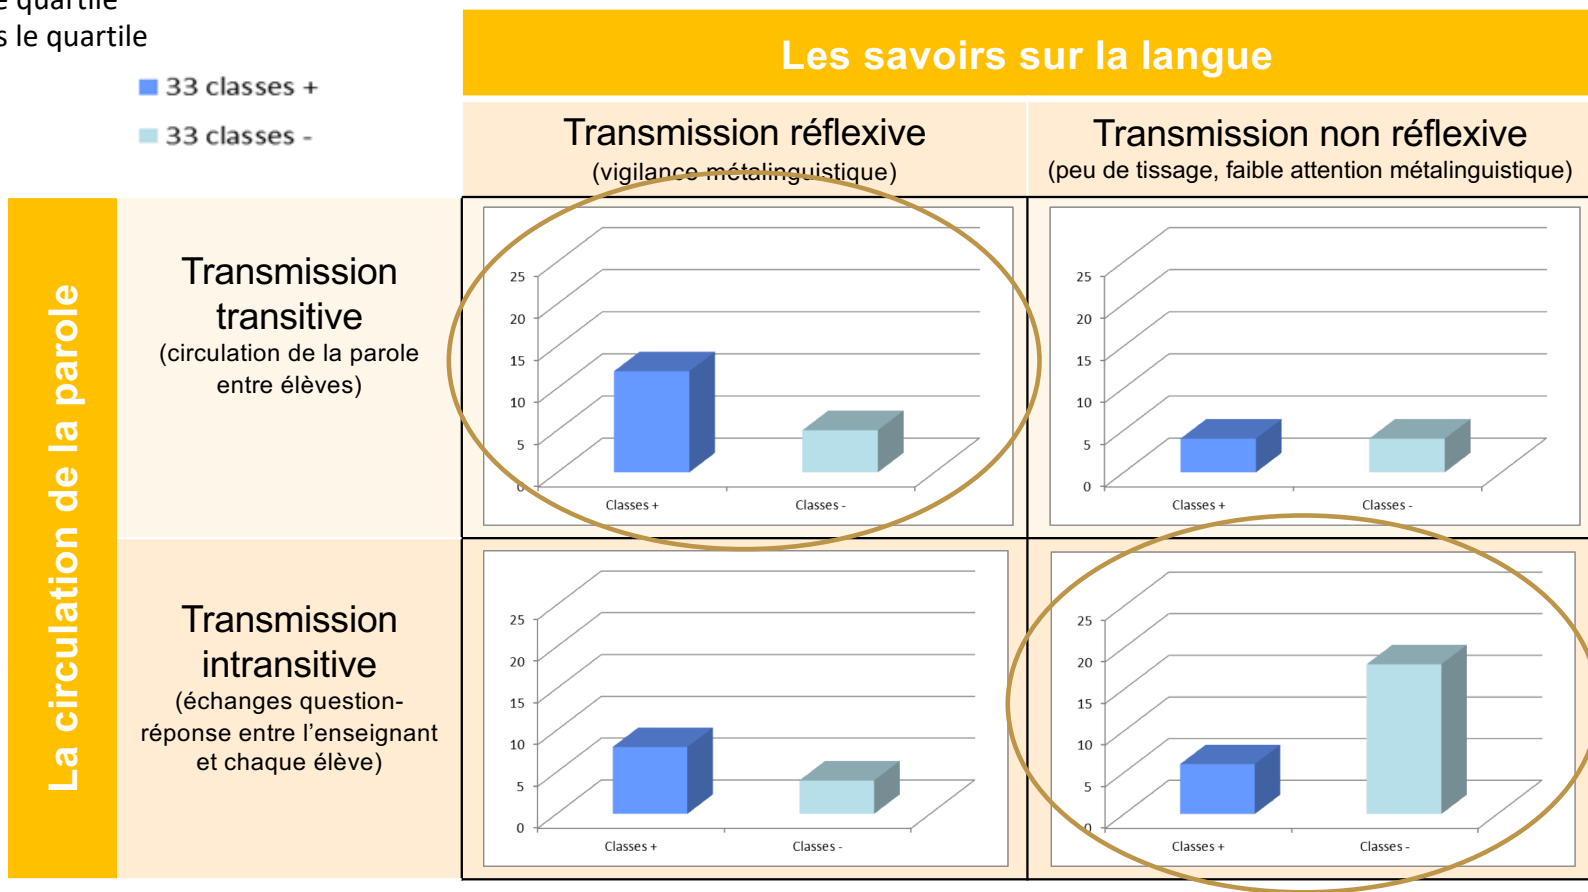 quartile
s le quartile
33 classes +
33 classes -
Les savoirs sur la langue
Transmission réflexive
(vigilance métalinguistique)
Transmission non réflexive
(peu de tissage, faible attention métalinguistique)
La circulation de la parole
Transmission
transitive
(circulation de la parole
entre élèves)
25
20
15
10
5
0
Classes +
Classes -
25
20
15
10
5
0
Classes +
Classes -
Transmission
intransitive
(échanges question-
réponse entre l'enseignant
et chaque élève)
25
20
15
10
5
0
Classes +
Classes -
25
20
15
10
5
0
Classes +
Classes -